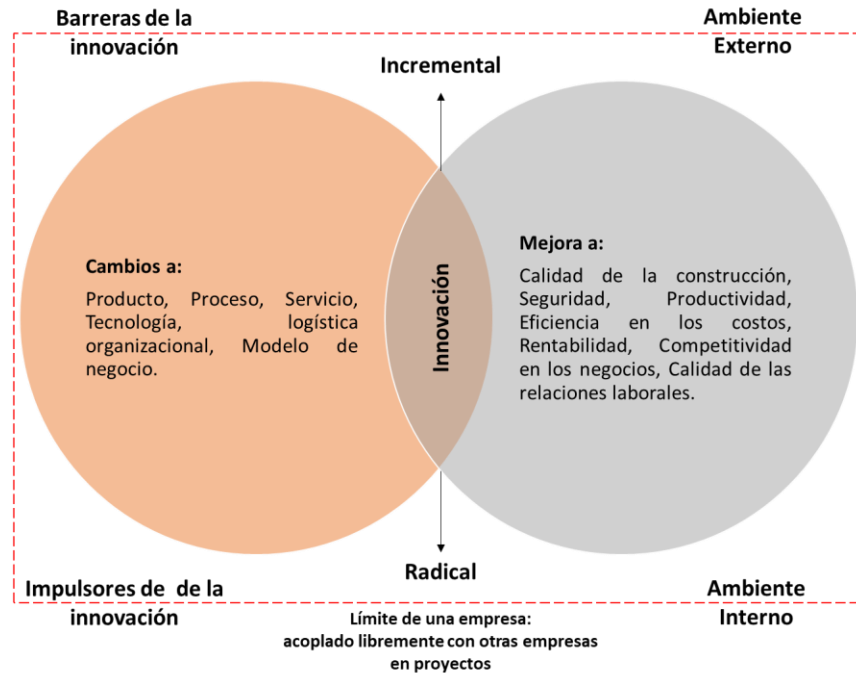 Barreras de la
innovación
Ambiente
Externo
Incremental
Cambios a:
Producto, Proceso, Servicio,
Tecnología, logística
organizacional, Modelo de
negocio.
Innovación
Mejora a:
Calidad de la construcción,
Seguridad, Productividad,
Eficiencia en los costos,
Rentabilidad, Competitividad
en los negocios, Calidad de las
relaciones laborales.
Radical
Impulsores de de la
innovación
Ambiente
Interno
Límite de una empresa:
acoplado libremente con otras empresas
en proyectos